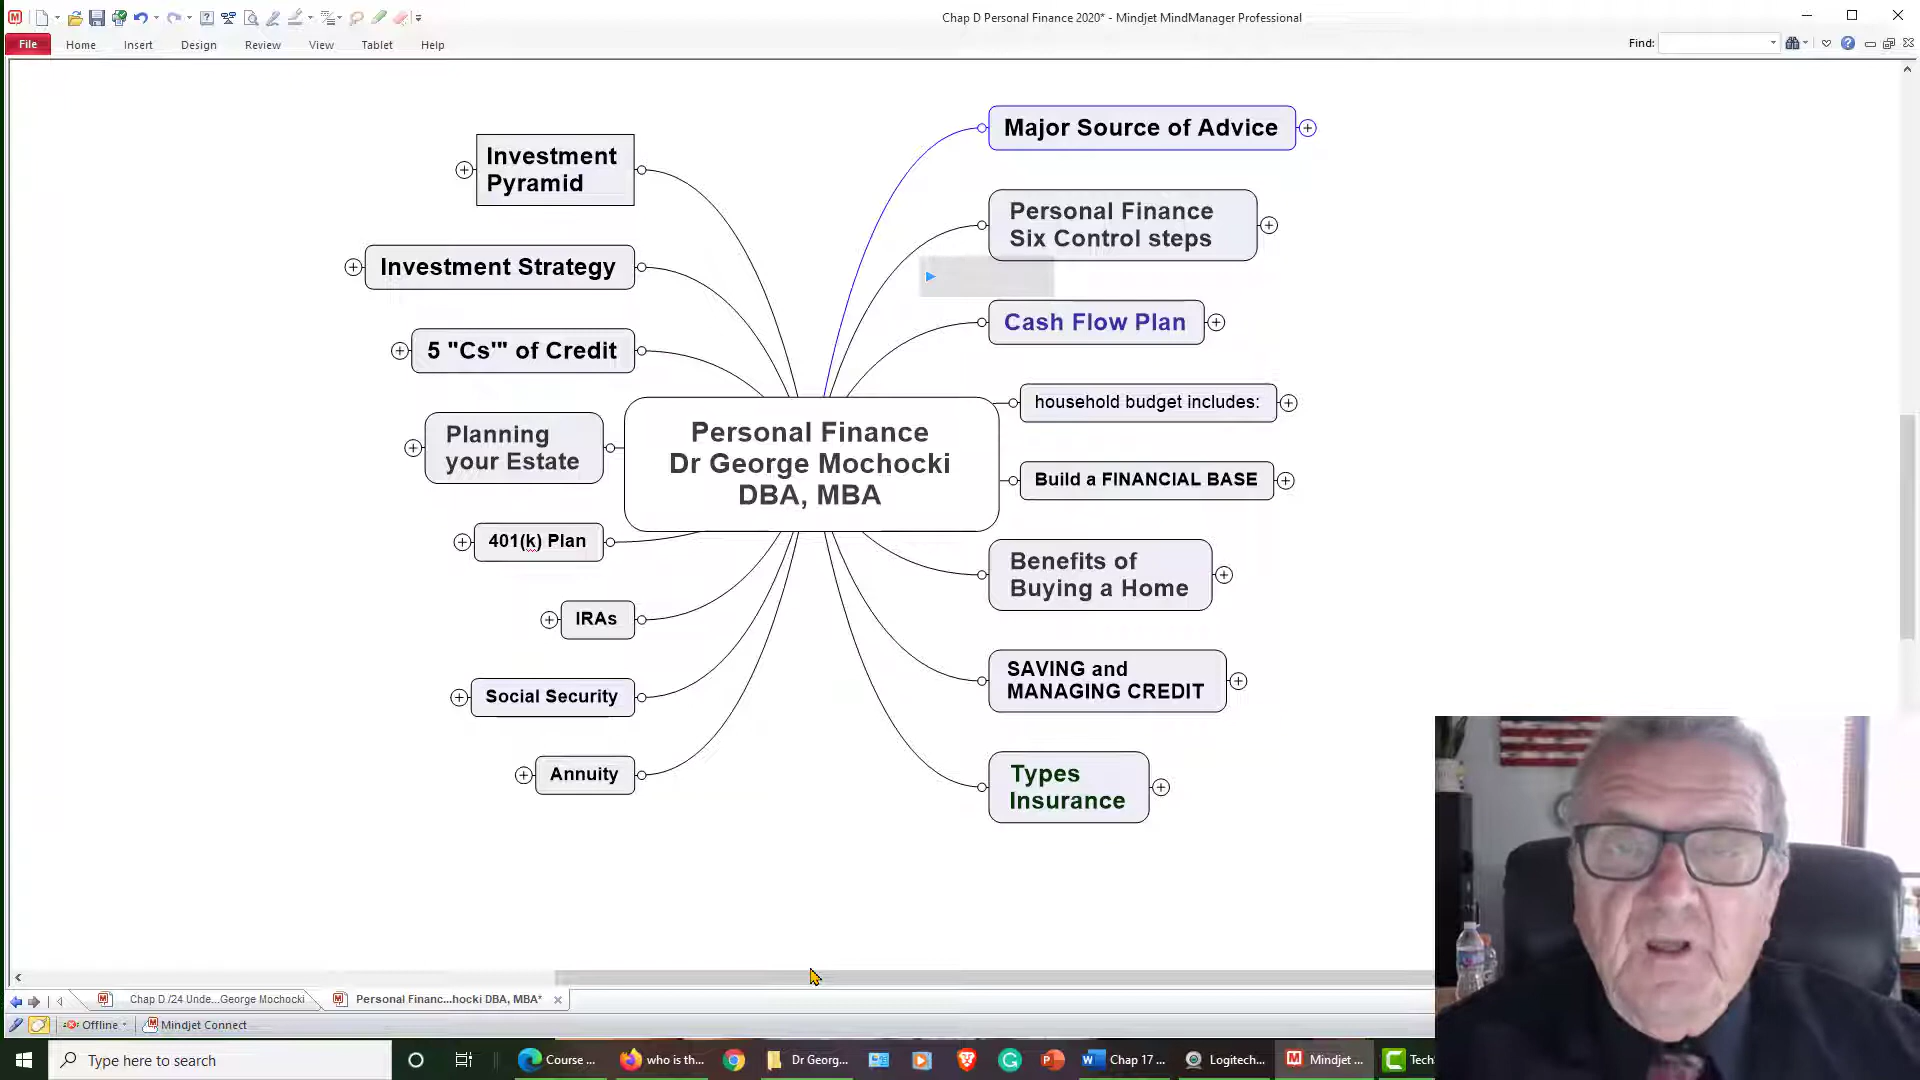 Chap D Personal Finance 2020* - Mindjet MindManager Professional
File Home Insert Design Review View Tablet Help
Find:
Major Source of Advice
Investment
Pyramid
Personal Finance
Six Control steps
Investment Strategy
Cash Flow Plan
5 "Cs'" of Credit
household budget includes:
Planning
your Estate
Personal Finance
Dr George Mochocki
DBA, MBA
Build a FINANCIAL BASE
401(k) Plan
Benefits of
Buying a Home
IRAs
SAVING and
MANAGING CREDIT
Social Security
Annuity
Types
Insurance
Chap D /24 Unde...George Mochocki
Personal Financ...hocki DBA, MBA*
Offline
Mindjet Connect
Type here to search
Course ...
who is th...
Dr Georg...
Chap 17 ...
Logitech...
Mindjet ...
Tech